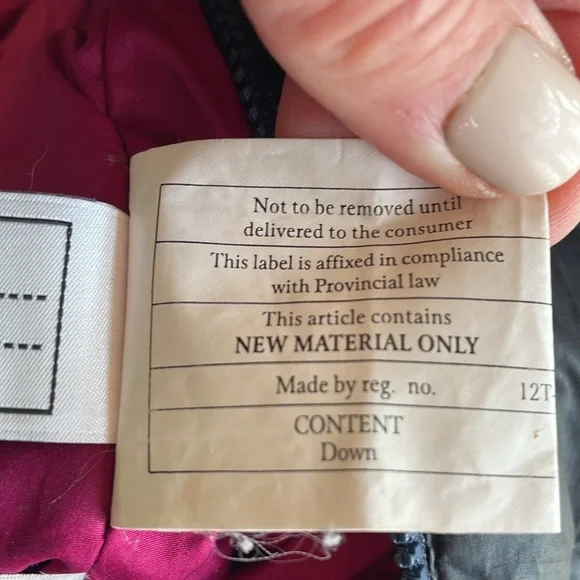 Not to be removed until
delivered to the consumer
This label is affixed in compliance
with Provincial law
This article contains
NEW MATERIAL ONLY
Made by reg. no. 12T-
CONTENT
Down